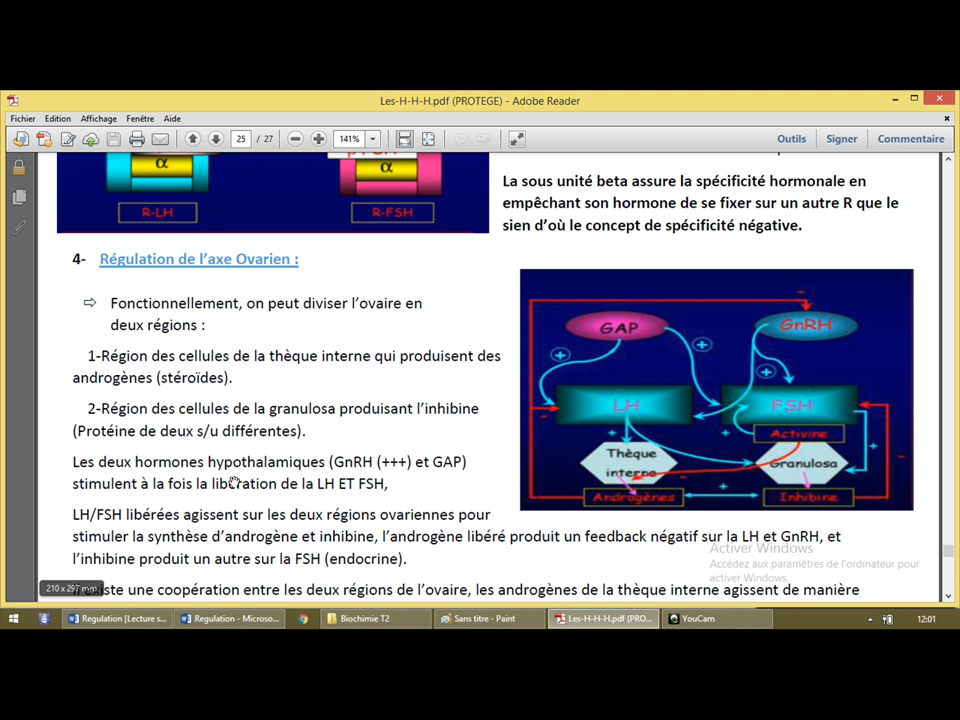 Les-H-H-H.pdf (PROTEGE) - Adobe Reader
Fichier Edition Affichage Fenêtre Aide
25 / 27 141% Outils Signer Commentaire
α α
R-LH R-FSH
La sous unité beta assure la spécificité hormonale en
empêchant son hormone de se fixer sur un autre R que le
sien d’où le concept de spécificité négative.
4- Régulation de l’axe Ovarien :
⇨ Fonctionnellement, on peut diviser l’ovaire en
deux régions :
1-Région des cellules de la thèque interne qui produisent des
androgènes (stéroïdes).
2-Région des cellules de la granulosa produisant l’inhibine
(Protéine de deux s/u différentes).
Les deux hormones hypothalamiques (GnRH (+++) et GAP)
stimulent à la fois la libération de la LH ET FSH,
LH/FSH libérées agissent sur les deux régions ovariennes pour
stimuler la synthèse d’androgène et inhibine, l’androgène libéré produit un feedback négatif sur la LH et GnRH, et
l’inhibine produit un autre sur la FSH (endocrine).
existe une coopération entre les deux régions de l’ovaire, les androgènes de la thèque interne agissent de manière
-
GAP GnRH
+ + +
LH FSH
- -
+ + +
Activine
Thèque
interne
Granulosa
Androgènes Inhibine
Activer Windows
Accédez aux paramètres de l'ordinateur pour
activer Windows.
210 x 297 mm
Regulation [Lecture s... Regulation - Microso... Biochimie T2 Sans titre - Paint Les-H-H-H.pdf (PRO... YouCam 12:01